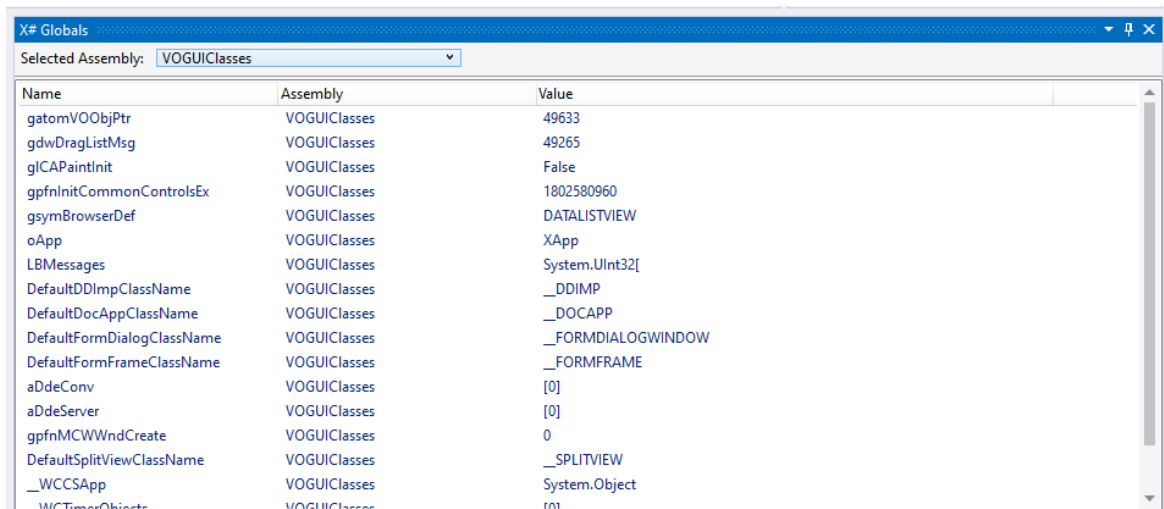 X# Globals
Selected Assembly: VOGUIClasses
Name Assembly Value
gatomVOObjPtr VOGUIClasses 49633
gdwDragListMsg VOGUIClasses 49265
glCAPaintInit VOGUIClasses False
gpfnInitCommonControlsEx VOGUIClasses 1802580960
gsymBrowserDef VOGUIClasses DATALISTVIEW
oApp VOGUIClasses XApp
LBMessages VOGUIClasses System.UInt32[
DefaultDDImpClassName VOGUIClasses __DDIMP
DefaultDocAppClassName VOGUIClasses __DOCAPP
DefaultFormDialogClassName VOGUIClasses __FORMDIALOGWINDOW
DefaultFormFrameClassName VOGUIClasses __FORMFRAME
aDdeConv VOGUIClasses [0]
aDdeServer VOGUIClasses [0]
gpfnMCWWndCreate VOGUIClasses 0
DefaultSplitViewClassName VOGUIClasses __SPLITVIEW
__WCCSApp VOGUIClasses System.Object
__WCTimerObjects VOGUIClasses [0]